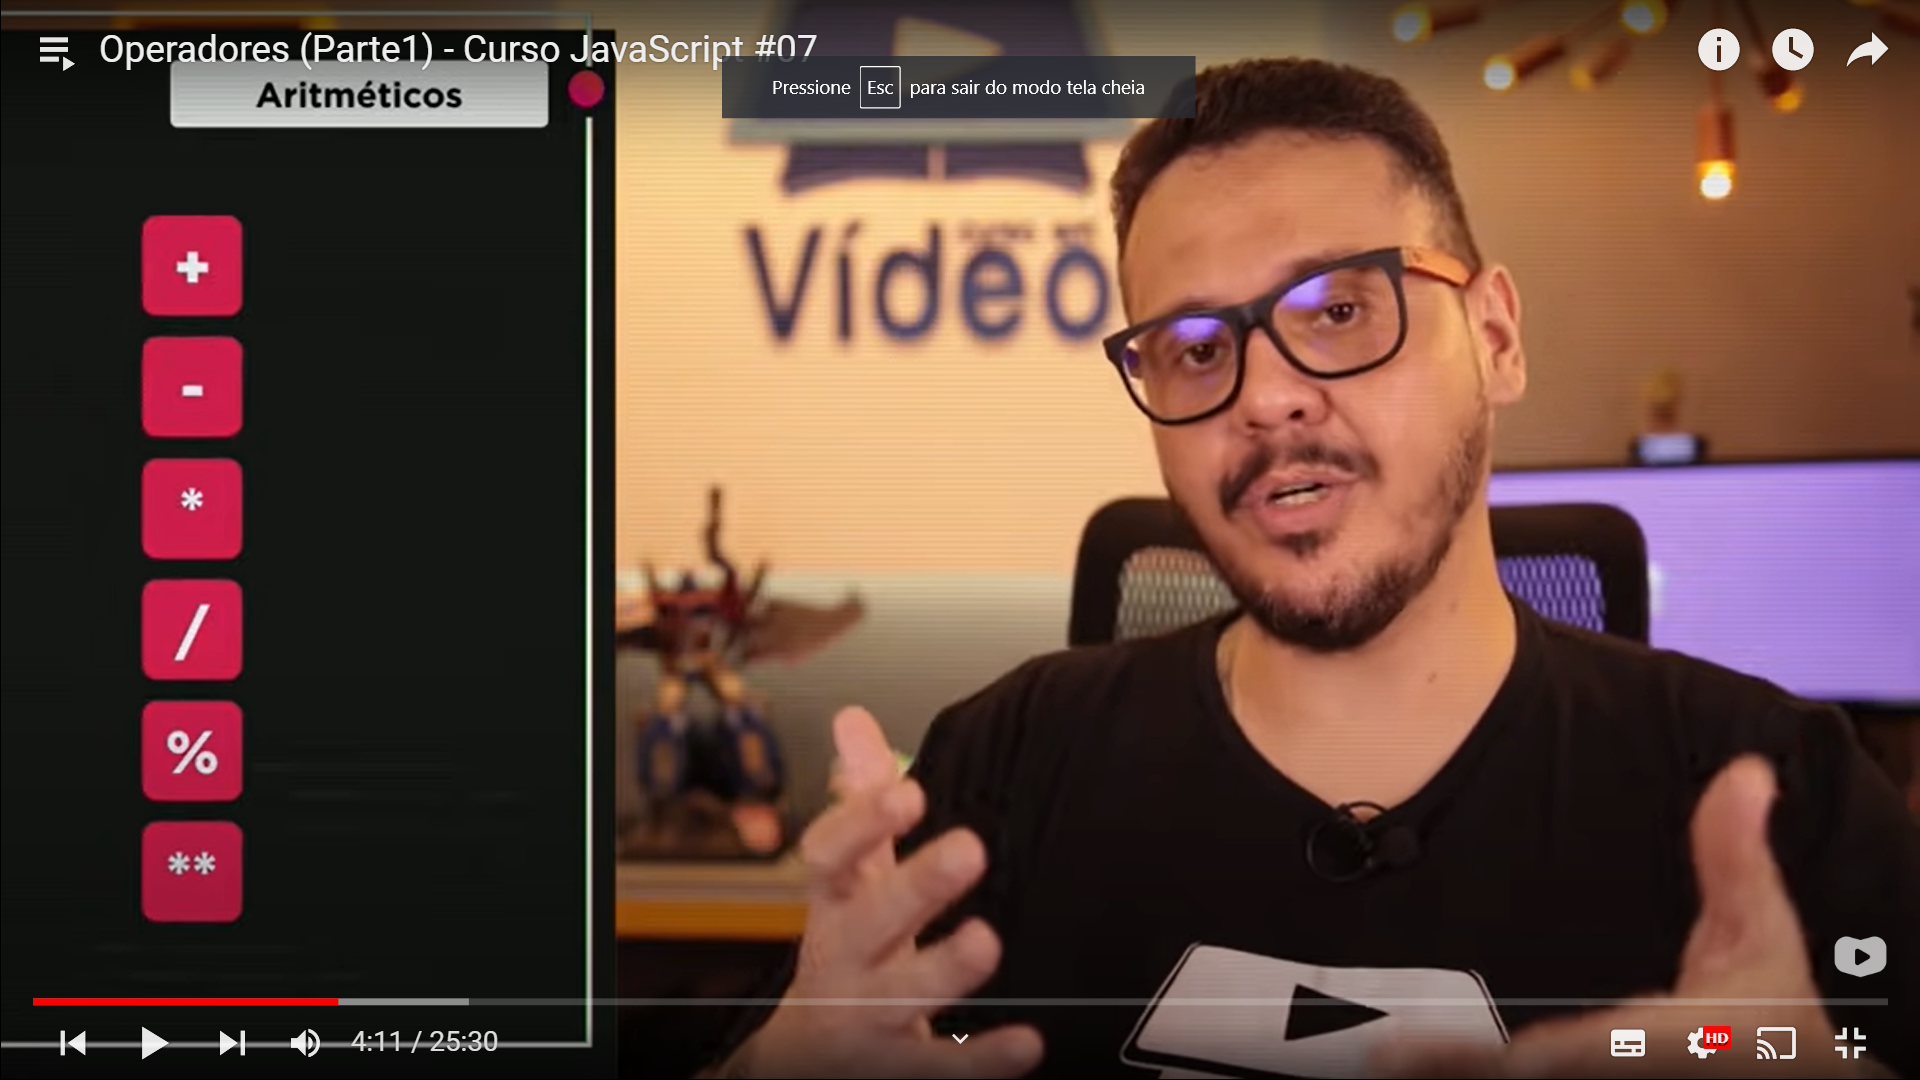 Operadores (Parte1) - Curso JavaScript #07
Pressione Esc para sair do modo tela cheia
Aritméticos
Vídeo
+
-
*
/
%
**
4:11 / 25:30
HD